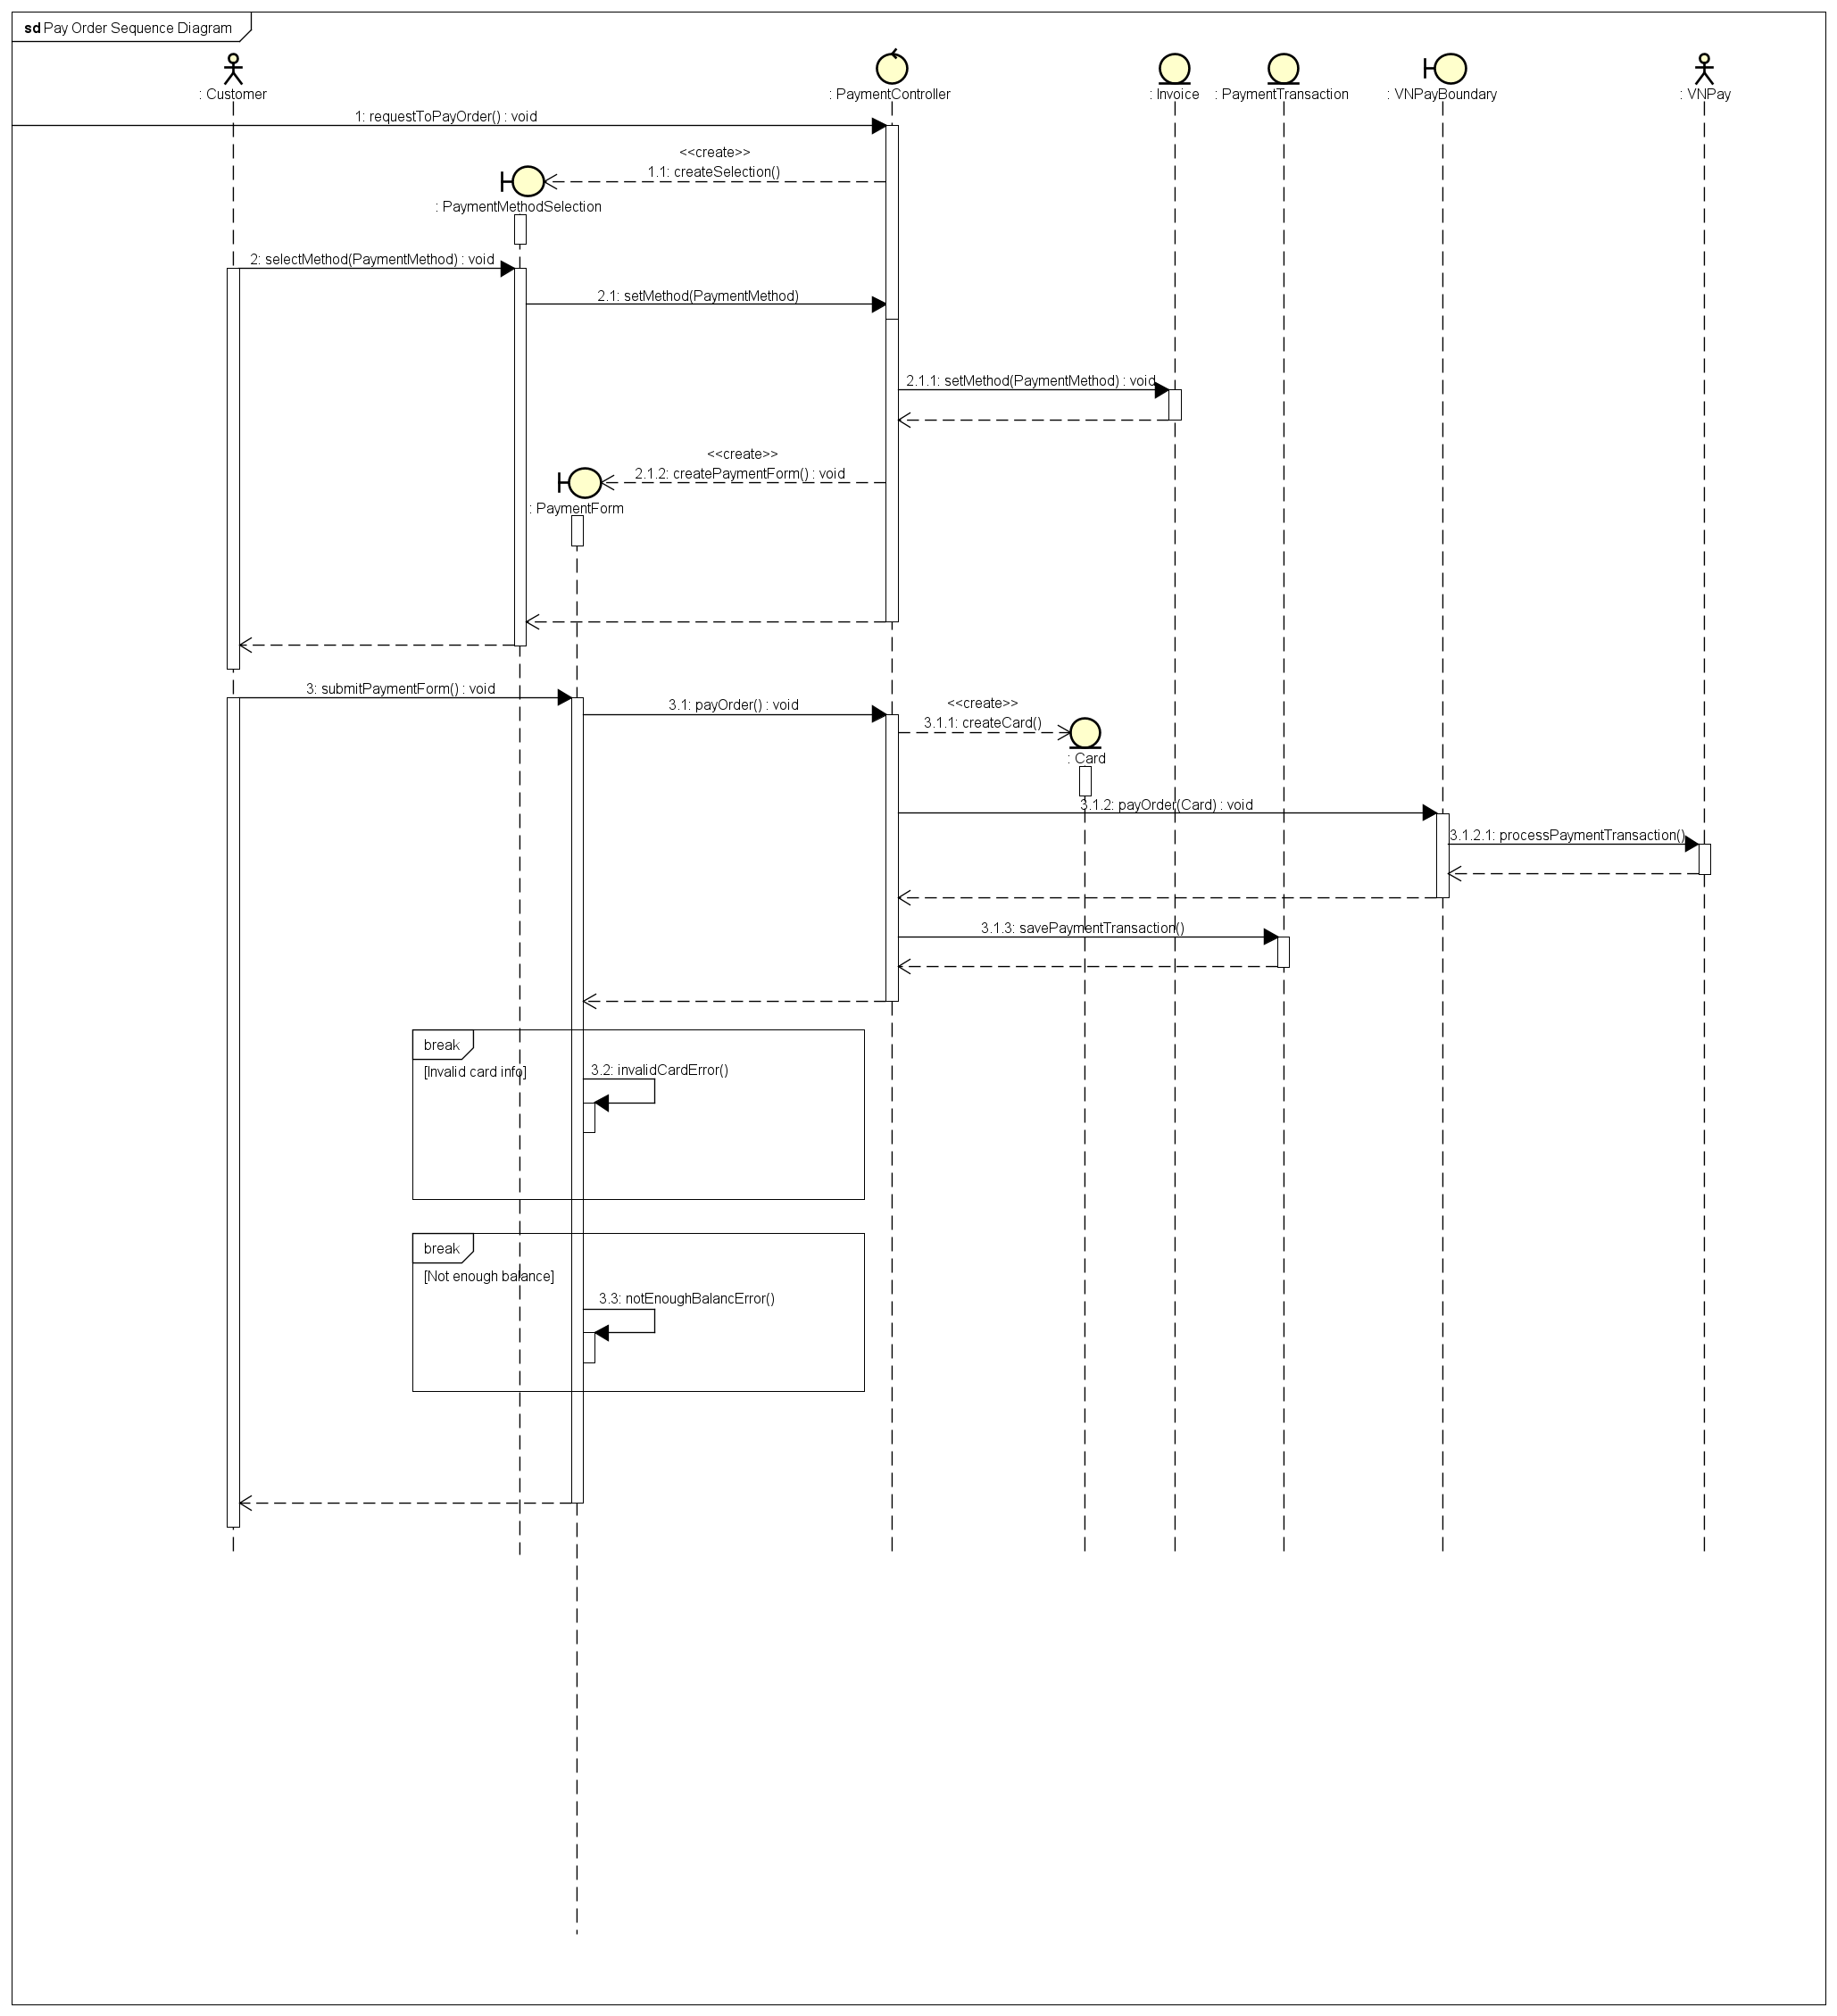 sd Pay Order Sequence Diagram
: Customer
: PaymentController
: Invoice
: PaymentTransaction
: VNPayBoundary
: VNPay
1: requestToPayOrder() : void
<<create>>
1.1: createSelection()
: PaymentMethodSelection
2: selectMethod(PaymentMethod) : void
2.1: setMethod(PaymentMethod)
2.1.1: setMethod(PaymentMethod) : void
<<create>>
2.1.2: createPaymentForm() : void
: PaymentForm
3: submitPaymentForm() : void
3.1: payOrder() : void
<<create>>
3.1.1: createCard()
: Card
3.1.2: payOrder(Card) : void
3.1.2.1: processPaymentTransaction()
3.1.3: savePaymentTransaction()
break
[Invalid card info]
3.2: invalidCardError()
break
[Not enough balance]
3.3: notEnoughBalancError()